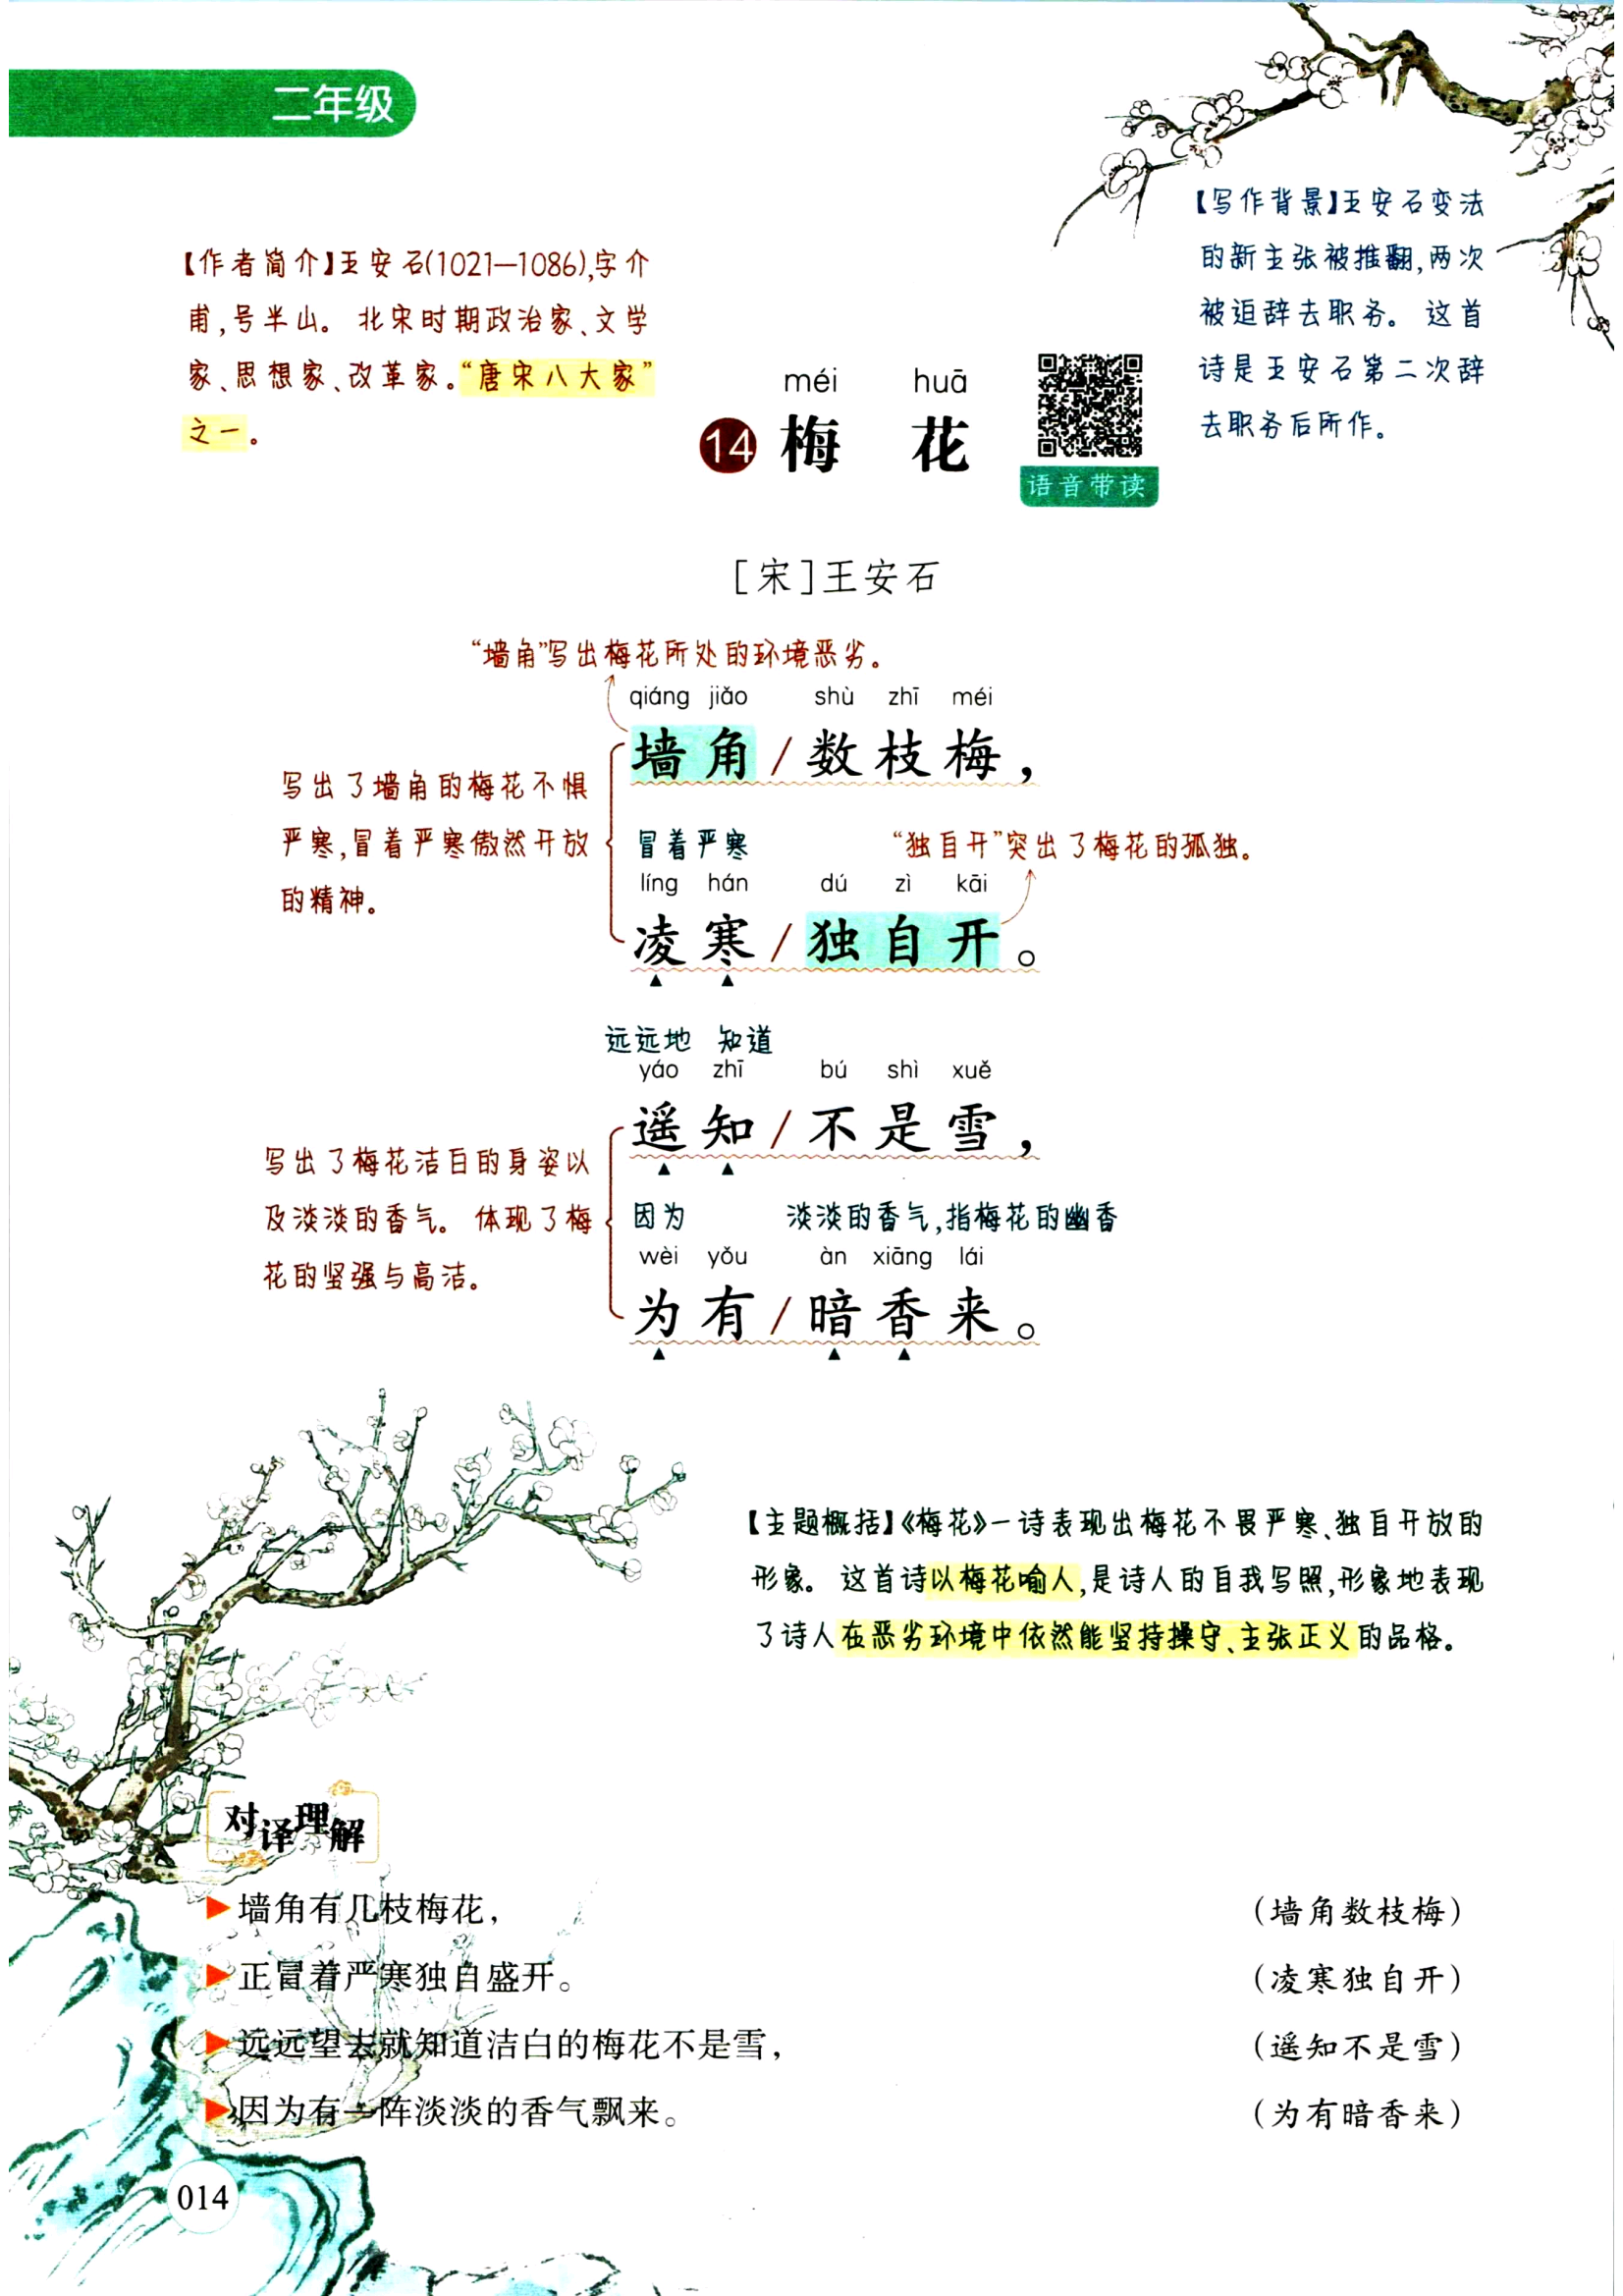 二年级
【作者简介】王安石(1021—1086),字介
甫,号半山。北宋时期政治家、文学
家、思想家、改革家。“唐宋八大家”
之一。
【写作背景】王安石变法
的新主张被推翻,两次
被迫辞去职务。这首
诗是王安石第二次辞
去职务后所作。
méi huā
14 梅 花
语音带读
[宋]王安石
“墙角”写出梅花所处的环境恶劣。
qiáng jiǎo shù zhī méi
墙角/数枝梅,
写出了墙角的梅花不惧
严寒,冒着严寒傲然开放
的精神。
冒着严寒
“独自开”突出了梅花的孤独。
líng hán dú zì kāi
凌寒/独自开。
远远地 知道
yáo zhī bú shì xuě
遥知/不是雪,
写出了梅花洁白的身姿以
及淡淡的香气。体现了梅
花的坚强与高洁。
因为 淡淡的香气,指梅花的幽香
wèi yǒu àn xiāng lái
为有/暗香来。
【主题概括】《梅花》一诗表现出梅花不畏严寒、独自开放的
形象。这首诗以梅花喻人,是诗人的自我写照,形象地表现
了诗人在恶劣环境中依然能坚持操守、主张正义的品格。
对译理解
墙角有几枝梅花, (墙角数枝梅)
正冒着严寒独自盛开。 (凌寒独自开)
远远望去就知道洁白的梅花不是雪, (遥知不是雪)
因为有一阵淡淡的香气飘来。 (为有暗香来)
014